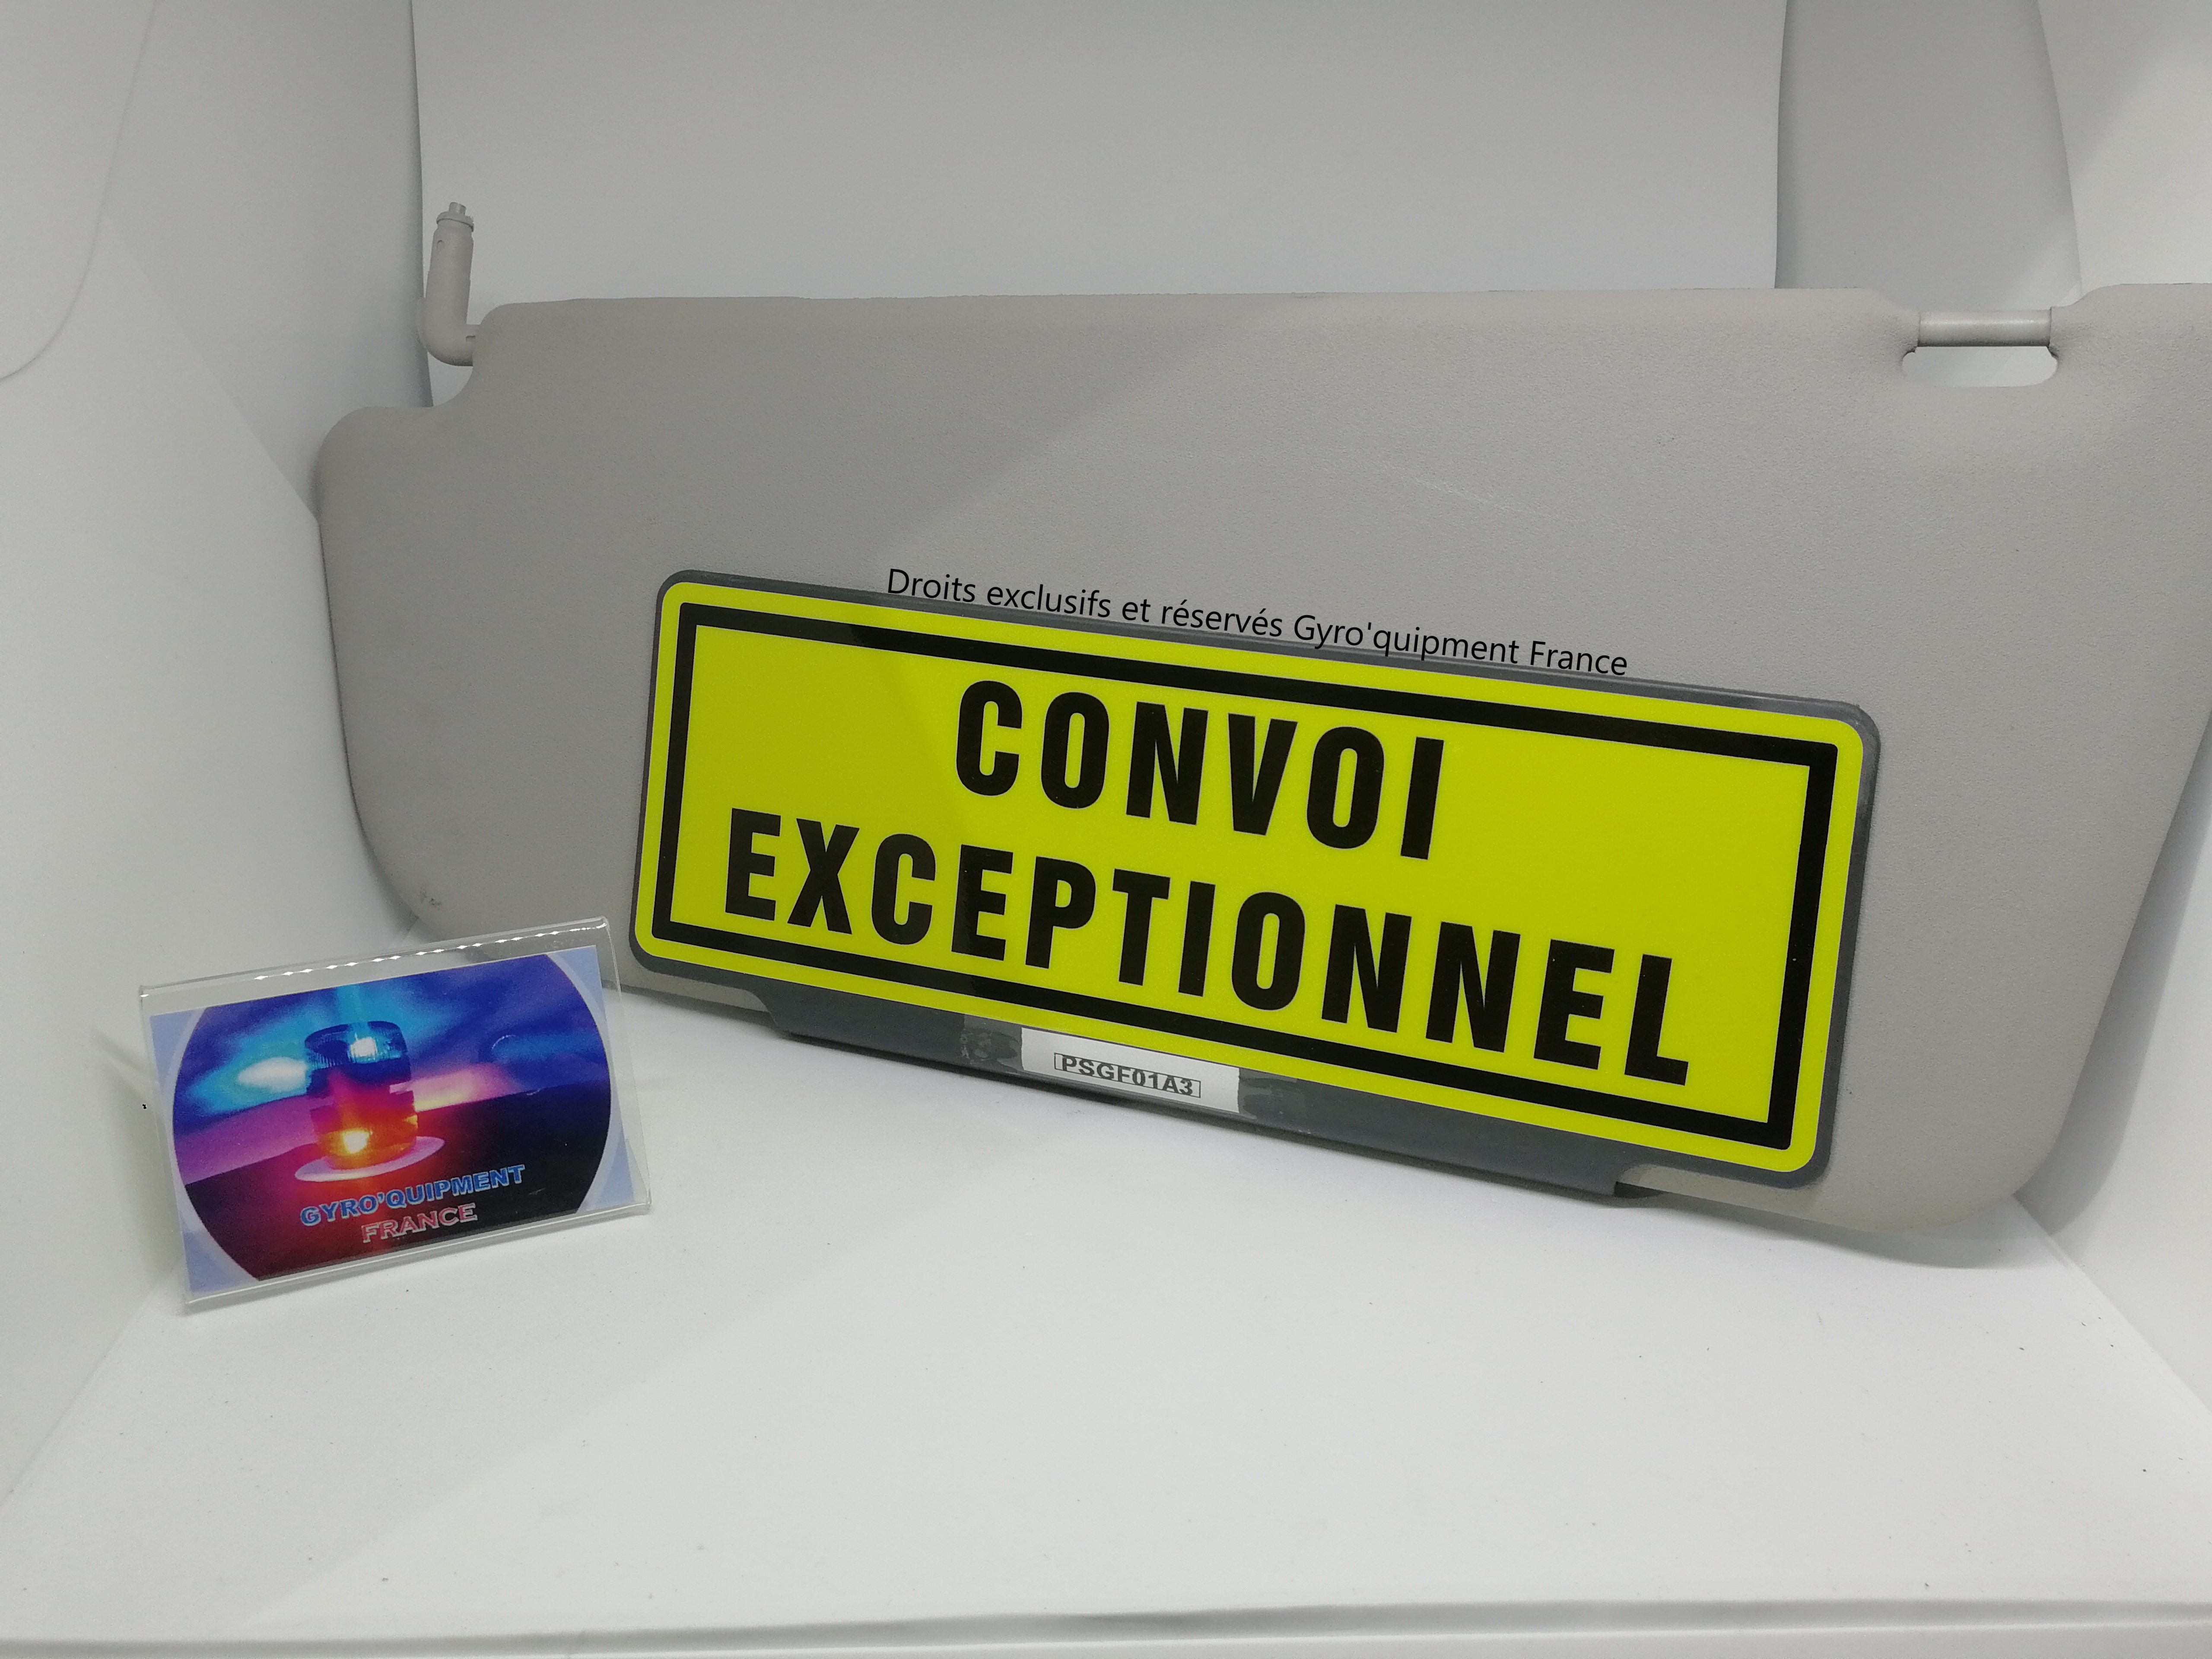 Droits exclusifs et réservés Gyro'quipment France
CONVOI
EXCEPTIONNEL
PSGF01A3
GYRO'QUIPMENT
FRANCE